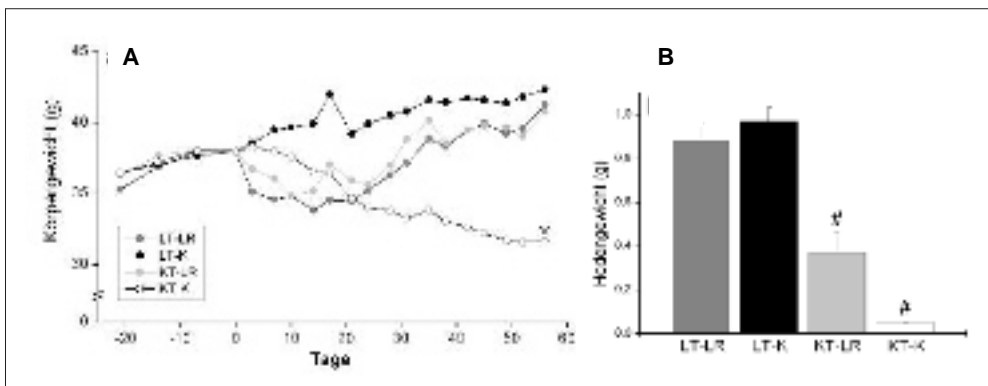 A
B
45
40
35
30
0
Körpergewicht (g)
LT-LR
LT-K
KT-LR
KT-K
-20
-10
0
10
20
30
40
50
60
Tage
1.0
0.8
0.6
0.4
0.2
0.0
Hodengewicht (g)
#
#
LT-LR
LT-K
KT-LR
KT-K